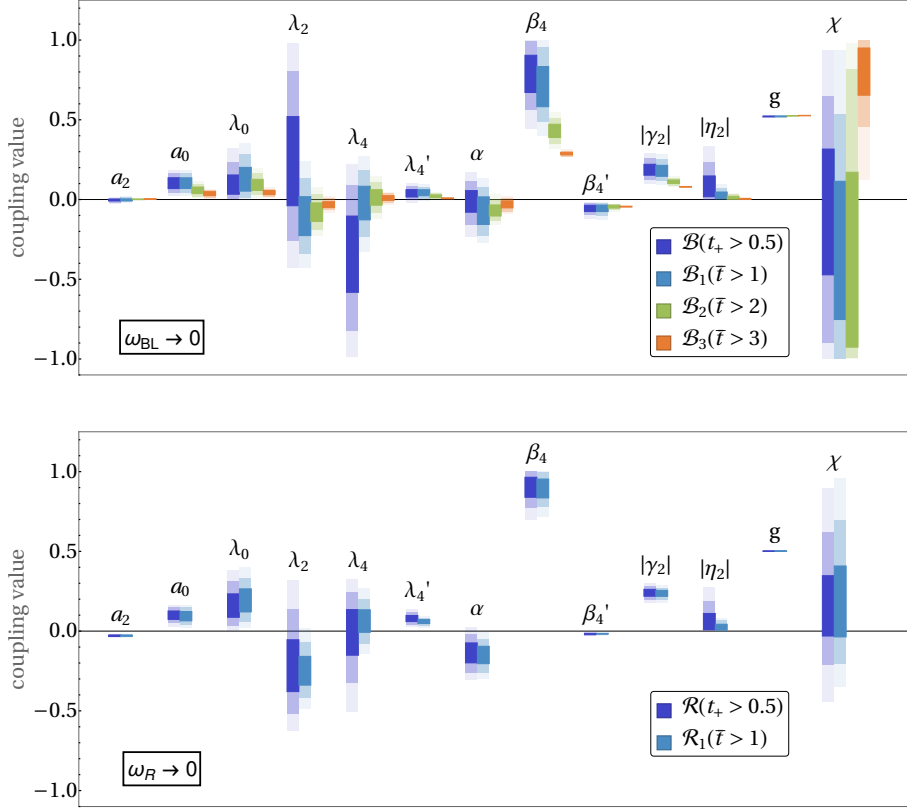 1.0
0.5
0.0
−0.5
−1.0
coupling value
a₂
a₀
λ₀
λ₂
λ₄
λ₄'
α
β₄
β₄'
|γ₂|
|η₂|
g
χ
ω_BL → 0
ℬ(t₊ > 0.5)
ℬ₁(t̄ > 1)
ℬ₂(t̄ > 2)
ℬ₃(t̄ > 3)
1.0
0.5
0.0
−0.5
−1.0
coupling value
a₂
a₀
λ₀
λ₂
λ₄
λ₄'
α
β₄
β₄'
|γ₂|
|η₂|
g
χ
ω_R → 0
ℛ(t₊ > 0.5)
ℛ₁(t̄ > 1)